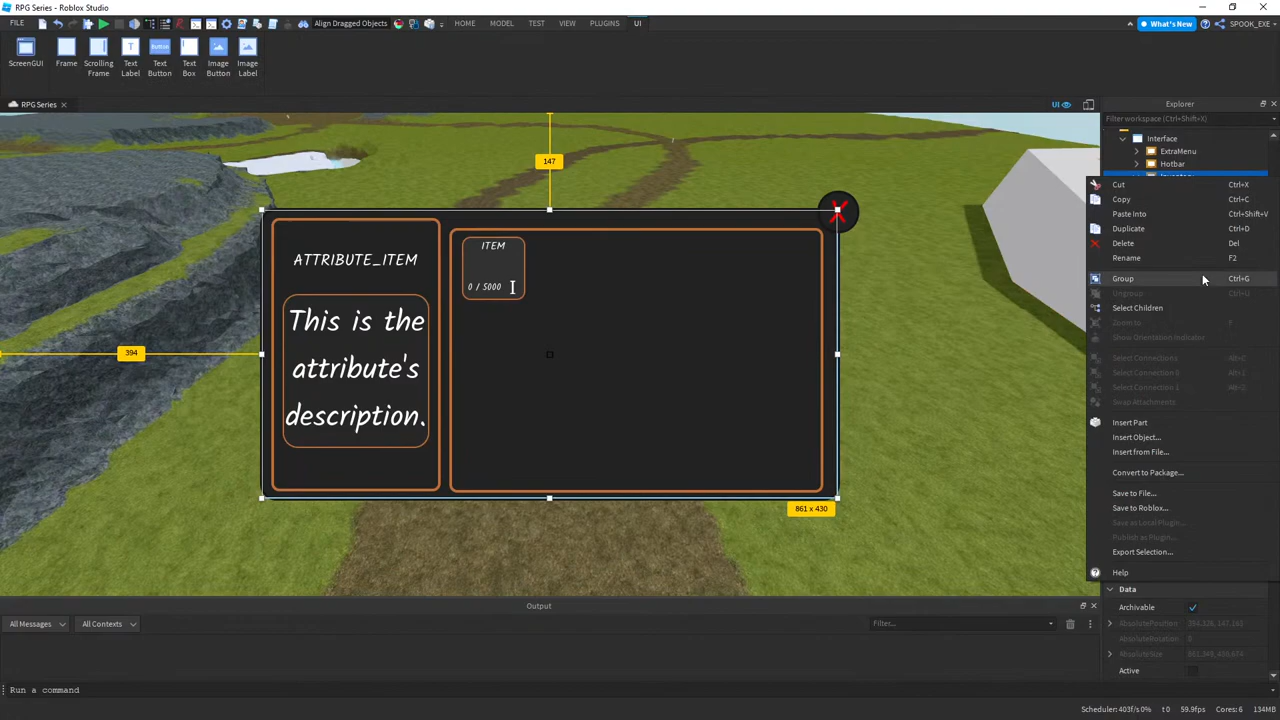 RPG Series - Roblox Studio
FILE
Align Dragged Objects
HOME
MODEL
TEST
VIEW
PLUGINS
UI
What's New
SPOOK_EXE
ScreenGUI
Frame
Scrolling Frame
Text Label
Button
Text Button
Text Box
Image Button
Image Label
RPG Series
UI
Explorer
Filter workspace (Ctrl+Shift+X)
Interface
ExtraMenu
Hotbar
147
394
861 x 430
ATTRIBUTE_ITEM
This is the
attribute's
description.
ITEM
0 / 5000
X
Cut Ctrl+X
Copy Ctrl+C
Paste Into Ctrl+Shift+V
Duplicate Ctrl+D
Delete Del
Rename F2
Group Ctrl+G
Ungroup Ctrl+U
Select Children
Zoom to F
Show Orientation Indicator
Select Connections Alt+C
Select Connection 0 Alt+1
Select Connection 1 Alt+2
Swap Attachments
Insert Part
Insert Object...
Insert from File...
Convert to Package...
Save to File...
Save to Roblox...
Save as Local Plugin...
Publish as Plugin...
Export Selection...
Help
Data
Archivable
AbsolutePosition
AbsoluteRotation 0
AbsoluteSize
Active
Output
All Messages
All Contexts
Filter...
Run a command
Scheduler: 403f/s 0% t 0 59.9fps Cores: 6 134MB